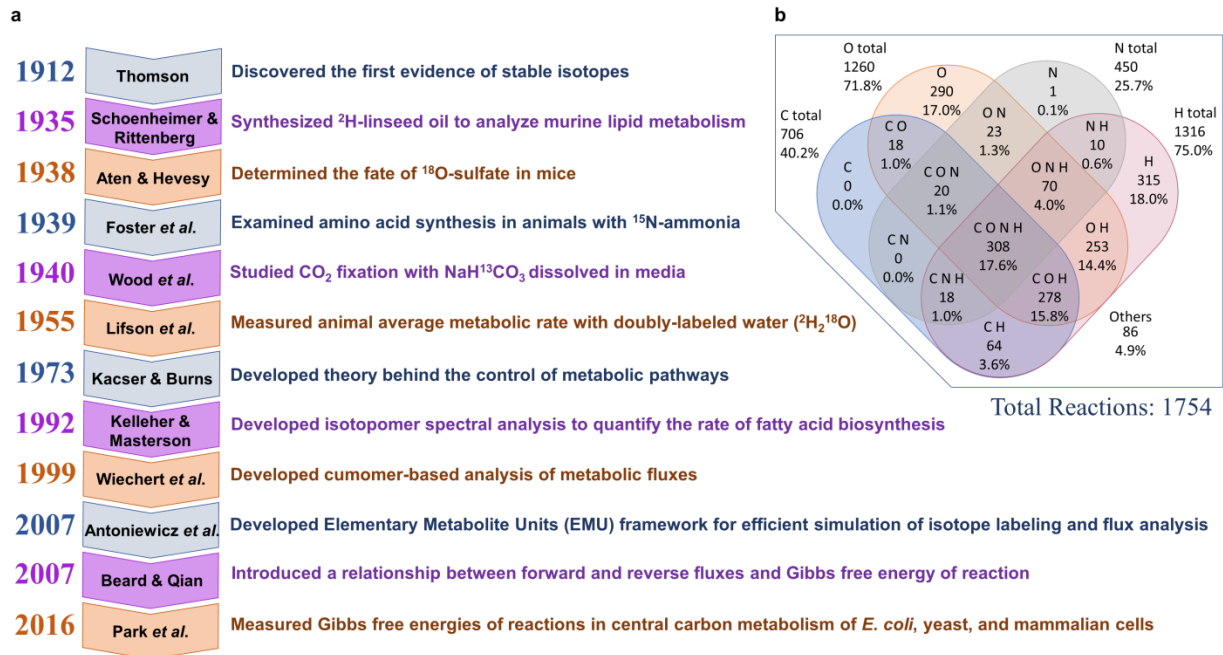 a
1912 Thomson Discovered the first evidence of stable isotopes
1935 Schoenheimer & Rittenberg Synthesized ²H-linseed oil to analyze murine lipid metabolism
1938 Aten & Hevesy Determined the fate of ¹⁸O-sulfate in mice
1939 Foster et al. Examined amino acid synthesis in animals with ¹⁵N-ammonia
1940 Wood et al. Studied CO₂ fixation with NaH¹³CO₃ dissolved in media
1955 Lifson et al. Measured animal average metabolic rate with doubly-labeled water (²H₂¹⁸O)
1973 Kacser & Burns Developed theory behind the control of metabolic pathways
1992 Kelleher & Masterson Developed isotopomer spectral analysis to quantify the rate of fatty acid biosynthesis
1999 Wiechert et al. Developed cumomer-based analysis of metabolic fluxes
2007 Antoniewicz et al. Developed Elementary Metabolite Units (EMU) framework for efficient simulation of isotope labeling and flux analysis
2007 Beard & Qian Introduced a relationship between forward and reverse fluxes and Gibbs free energy of reaction
2016 Park et al. Measured Gibbs free energies of reactions in central carbon metabolism of E. coli, yeast, and mammalian cells
b
O total
1260
71.8%
N total
450
25.7%
C total
706
40.2%
H total
1316
75.0%
O
290
17.0%
N
1
0.1%
C O
18
1.0%
O N
23
1.3%
N H
10
0.6%
C
0
0.0%
C O N
20
1.1%
O N H
70
4.0%
H
315
18.0%
C N
0
0.0%
C O N H
308
17.6%
O H
253
14.4%
C N H
18
1.0%
C O H
278
15.8%
C H
64
3.6%
Others
86
4.9%
Total Reactions: 1754